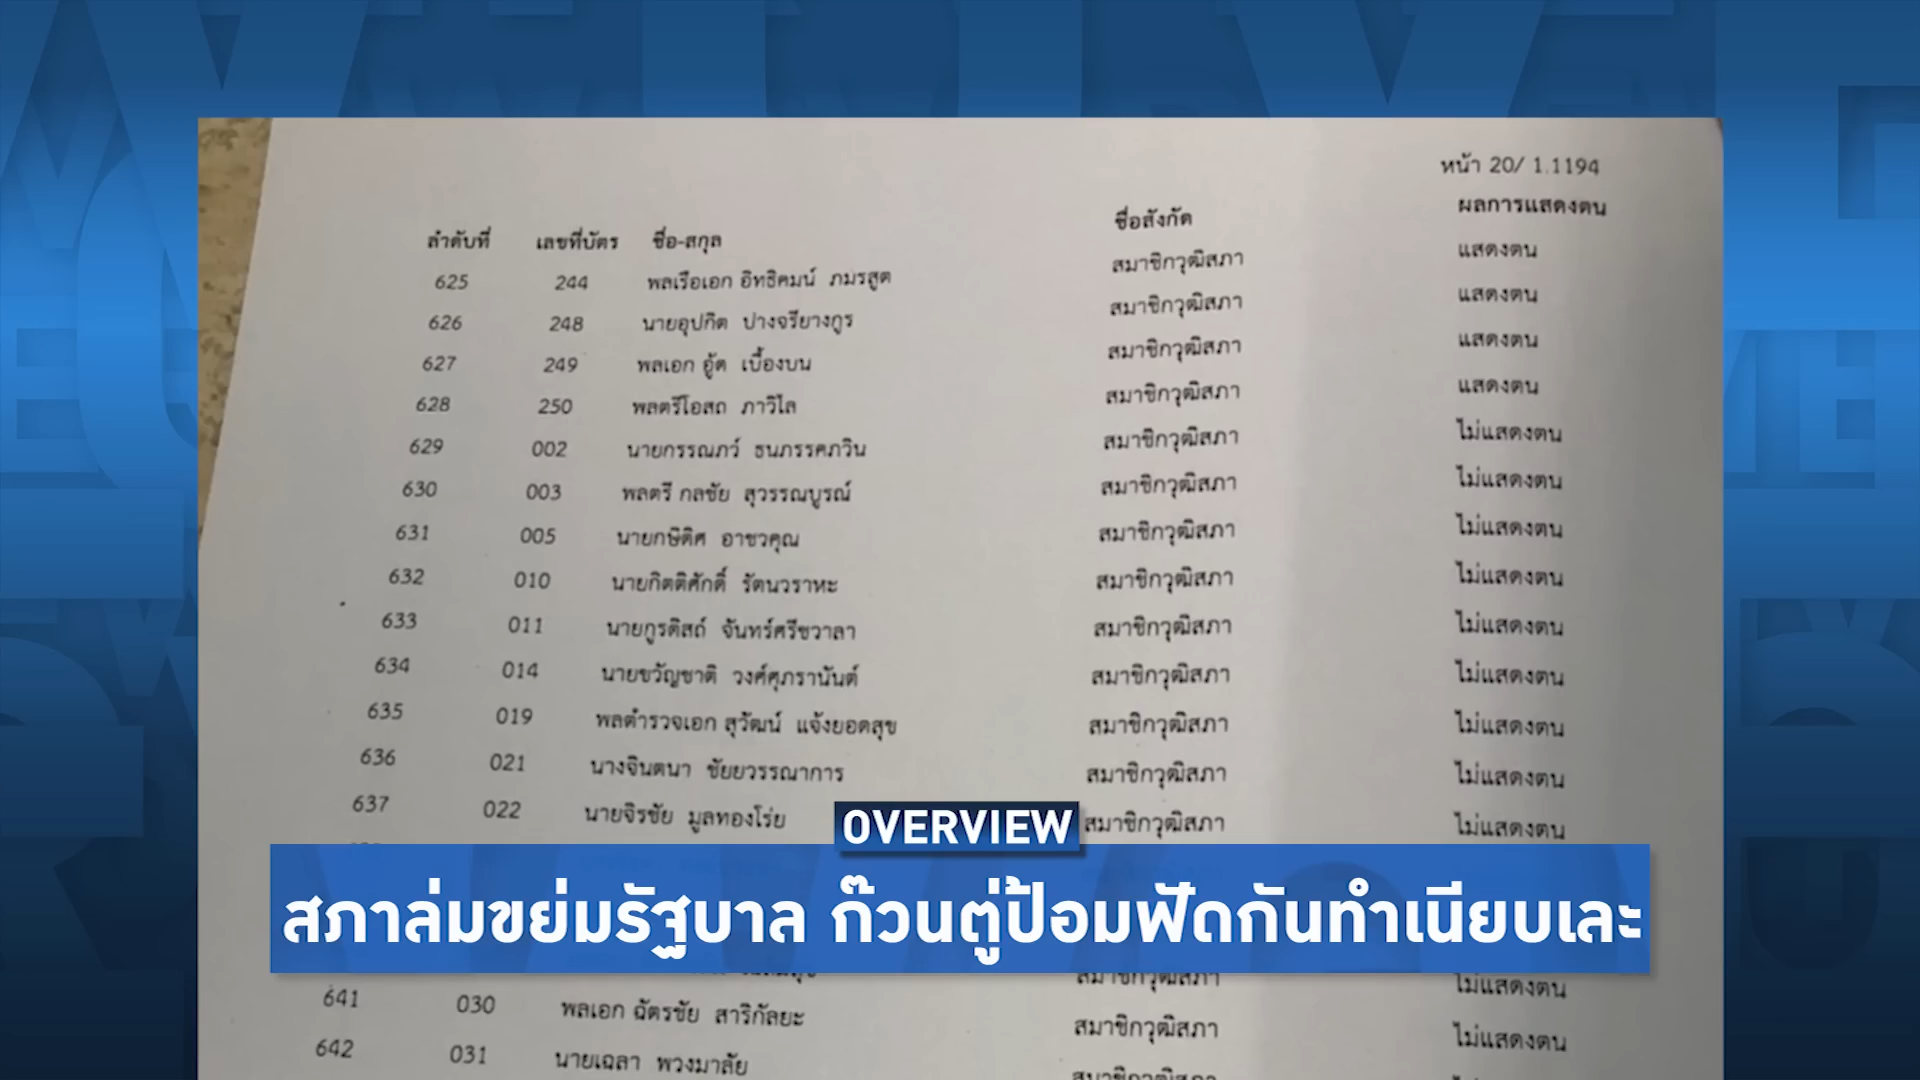 หน้า 20/ 1.1194
ลำดับที่ เลขที่บัตร ชื่อ-สกุล ชื่อสังกัด ผลการแสดงตน
625 244 พลเรือเอก อิทธิคมน์ ภมรสูต สมาชิกวุฒิสภา แสดงตน
626 248 นายอุปกิต ปาจรียางกูร สมาชิกวุฒิสภา แสดงตน
627 249 พลเอก อู้ด เบื้องบน สมาชิกวุฒิสภา แสดงตน
628 250 พลตรีโอสถ ภาวิไล สมาชิกวุฒิสภา แสดงตน
629 002 นายกรรณภว์ ธนภรรคภวิน สมาชิกวุฒิสภา ไม่แสดงตน
630 003 พลตรี กลชัย สุวรรณบูรณ์ สมาชิกวุฒิสภา ไม่แสดงตน
631 005 นายกษิดิศ อาชวคุณ สมาชิกวุฒิสภา ไม่แสดงตน
632 010 นายกิตติศักดิ์ รัตนวราหะ สมาชิกวุฒิสภา ไม่แสดงตน
633 011 นายกูรดิสถ์ จันทร์ศรีชวาลา สมาชิกวุฒิสภา ไม่แสดงตน
634 014 นายขวัญชาติ วงศ์ศุภรานันต์ สมาชิกวุฒิสภา ไม่แสดงตน
635 019 พลตำรวจเอก สุวัฒน์ แจ้งยอดสุข สมาชิกวุฒิสภา ไม่แสดงตน
636 021 นางจินตนา ชัยยวรรณาการ สมาชิกวุฒิสภา ไม่แสดงตน
637 022 นายจิรชัย มูลทองโร่ย สมาชิกวุฒิสภา ไม่แสดงตน
OVERVIEW
สภาล่มขย่มรัฐบาล ก๊วนตู่ป้อมฟัดกันทำเนียบเละ
สมาชิกวุฒิสภา ไม่แสดงตน
641 030 พลเอก ฉัตรชัย สาริกัลยะ สมาชิกวุฒิสภา ไม่แสดงตน
642 031 นายเฉลา พวงมาลัย สมาชิกวุฒิสภา